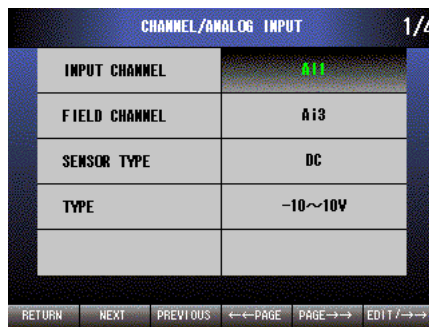 CHANNEL/ANALOG INPUT 1/4
INPUT CHANNEL Ai1
FIELD CHANNEL Ai3
SENSOR TYPE DC
TYPE -10～10V
RETURN NEXT PREVIOUS ←←PAGE PAGE→→ EDIT/→→